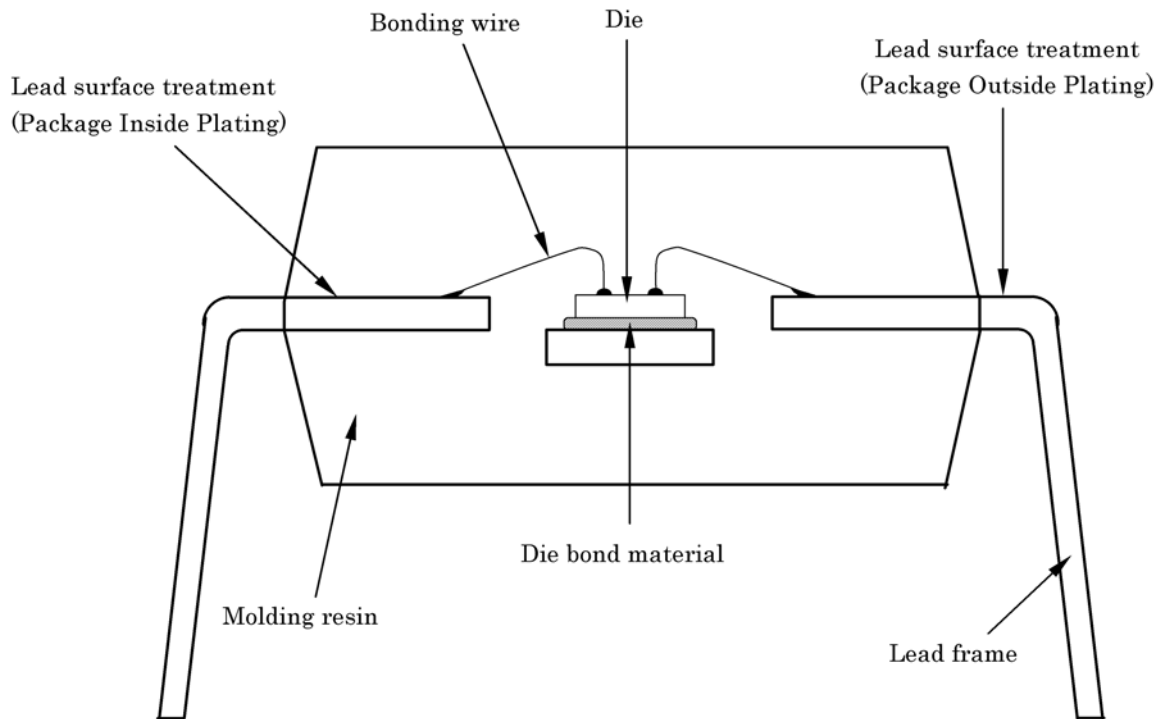 Bonding wire
Die
Lead surface treatment
(Package Outside Plating)
Lead surface treatment
(Package Inside Plating)
Die bond material
Molding resin
Lead frame